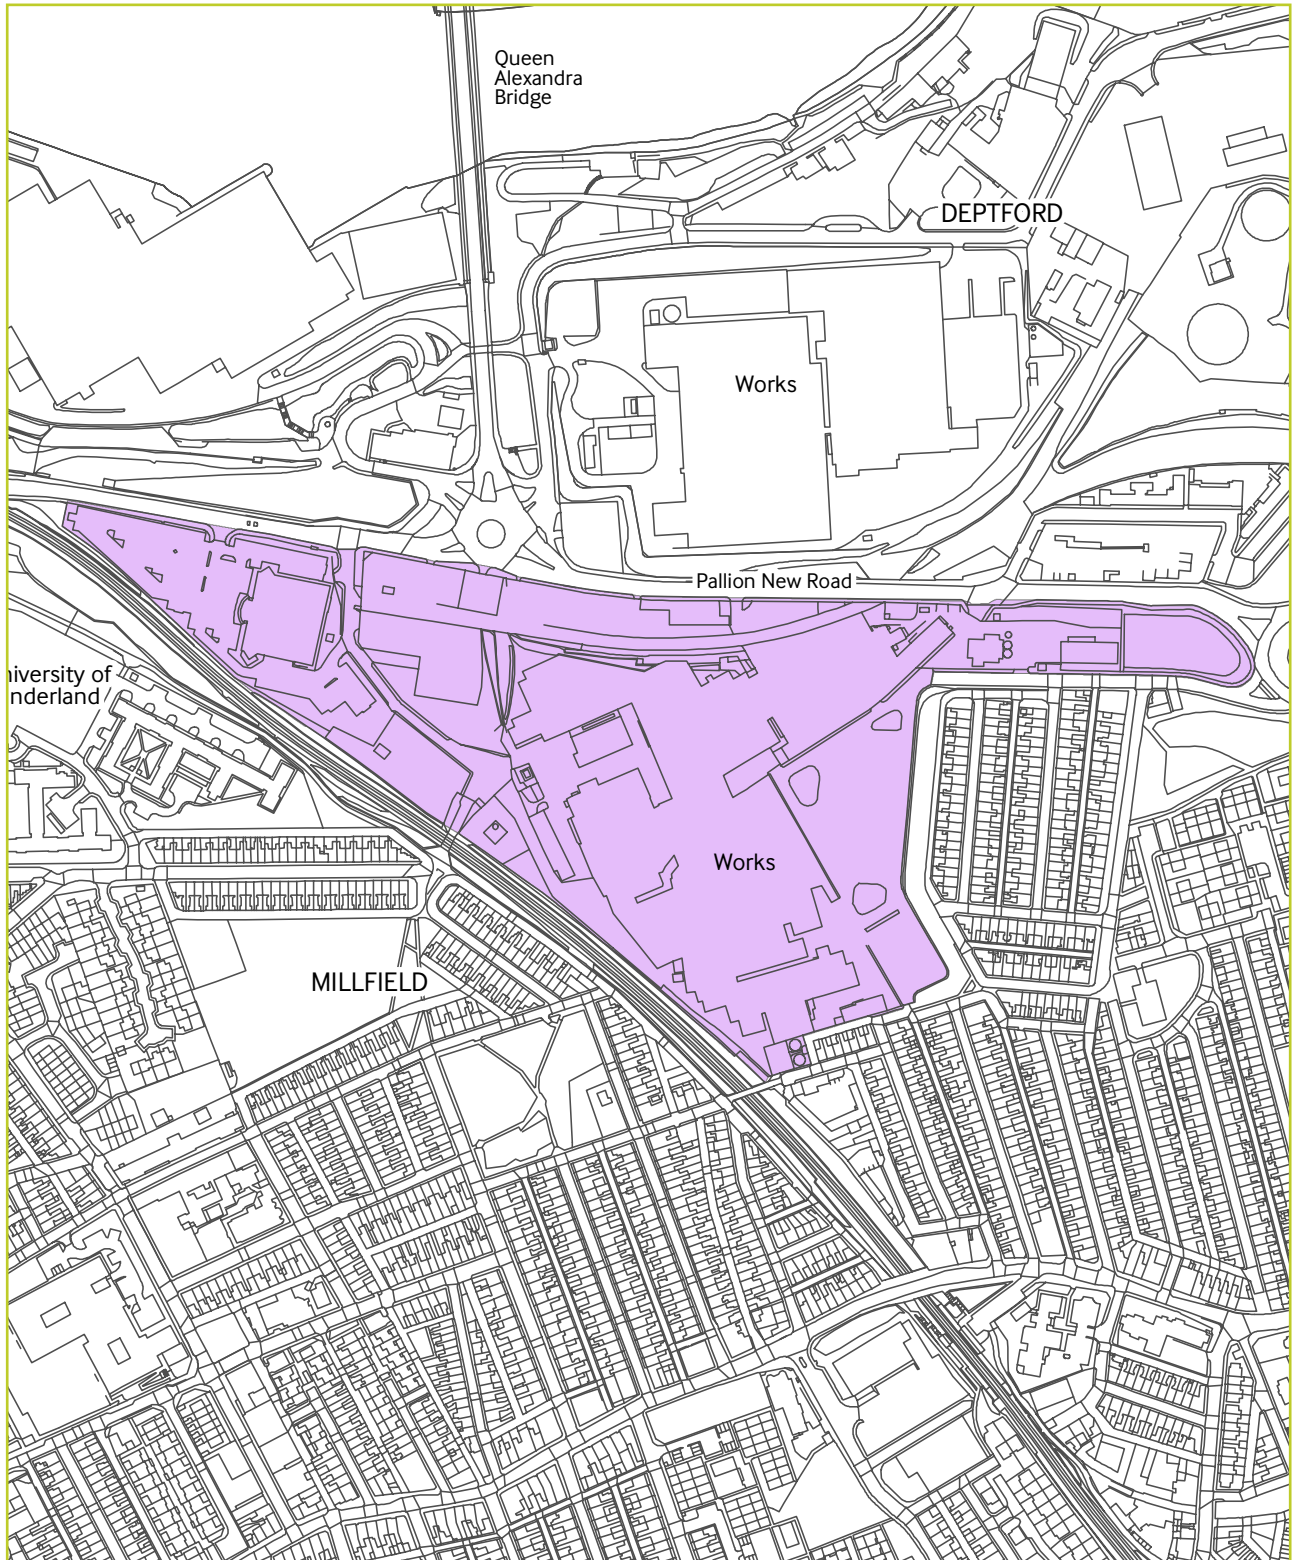 Queen
Alexandra
Bridge
DEPTFORD
Works
Pallion New Road
niversity of
nderland
Works
MILLFIELD